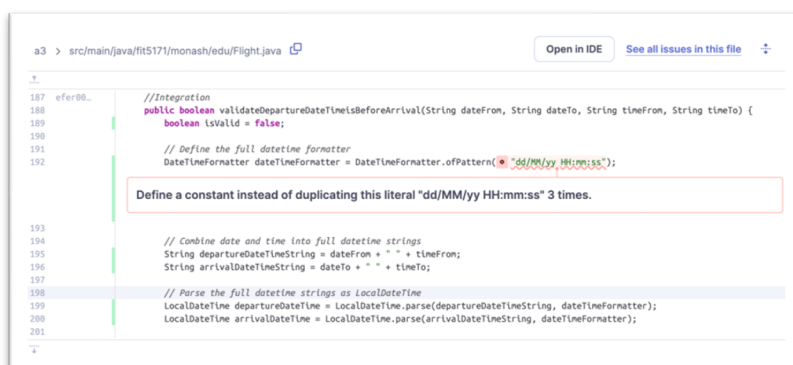 a3 > src/main/java/fit5171/monash/edu/Flight.java
Open in IDE
See all issues in this file
187 efer00… //Integration
188 public boolean validateDepartureDateTimeisBeforeArrival(String dateFrom, String dateTo, String timeFrom, String timeTo) {
189 boolean isValid = false;
190
191 // Define the full datetime formatter
192 DateTimeFormatter dateTimeFormatter = DateTimeFormatter.ofPattern("dd/MM/yy HH:mm:ss");
Define a constant instead of duplicating this literal "dd/MM/yy HH:mm:ss" 3 times.
193
194 // Combine date and time into full datetime strings
195 String departureDateTimeString = dateFrom + " " + timeFrom;
196 String arrivalDateTimeString = dateTo + " " + timeTo;
197
198 // Parse the full datetime strings as LocalDateTime
199 LocalDateTime departureDateTime = LocalDateTime.parse(departureDateTimeString, dateTimeFormatter);
200 LocalDateTime arrivalDateTime = LocalDateTime.parse(arrivalDateTimeString, dateTimeFormatter);
201